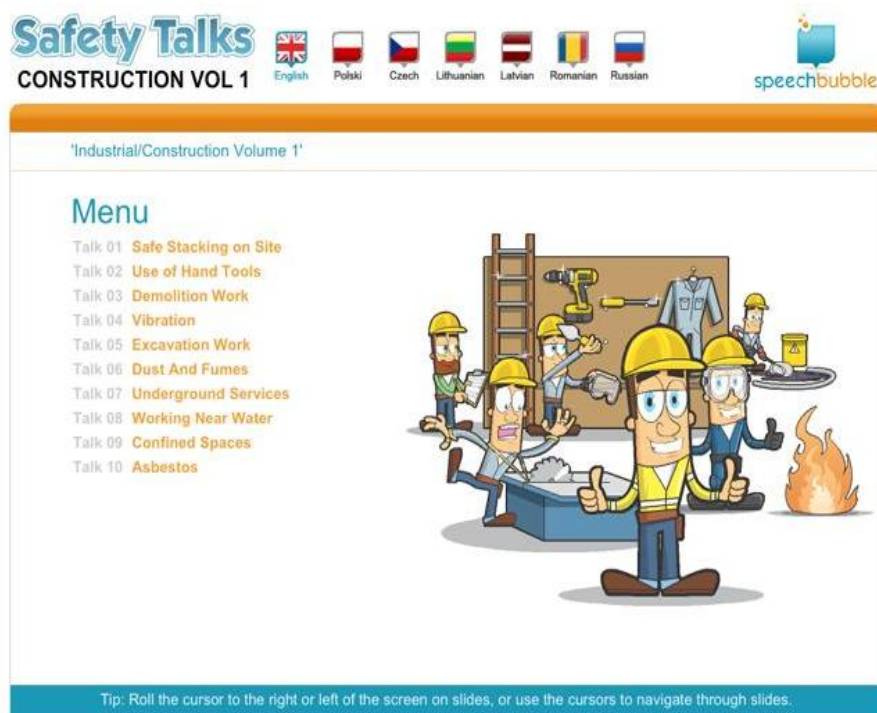 Safety Talks
CONSTRUCTION VOL 1
English Polski Czech Lithuanian Latvian Romanian Russian
speechbubble
'Industrial/Construction Volume 1'
Menu
Talk 01 Safe Stacking on Site
Talk 02 Use of Hand Tools
Talk 03 Demolition Work
Talk 04 Vibration
Talk 05 Excavation Work
Talk 06 Dust And Fumes
Talk 07 Underground Services
Talk 08 Working Near Water
Talk 09 Confined Spaces
Talk 10 Asbestos
Tip: Roll the cursor to the right or left of the screen on slides, or use the cursors to navigate through slides.